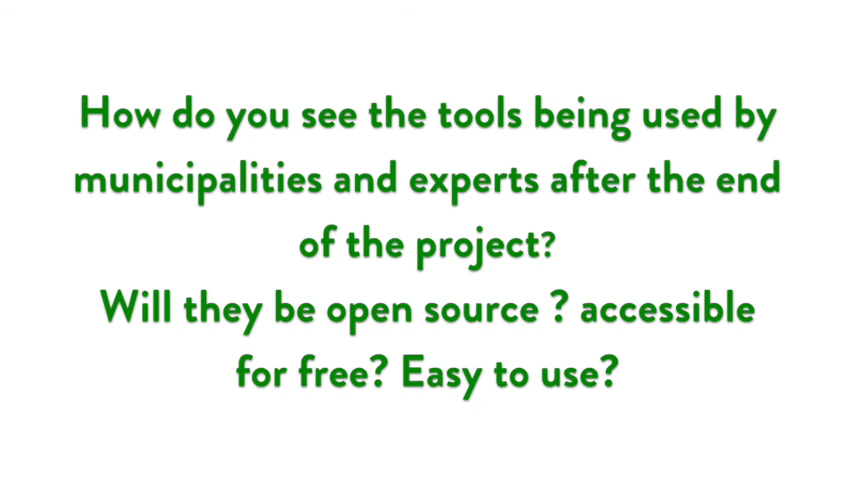 How do you see the tools being used by
municipalities and experts after the end
of the project?
Will they be open source ? accessible
for free? Easy to use?